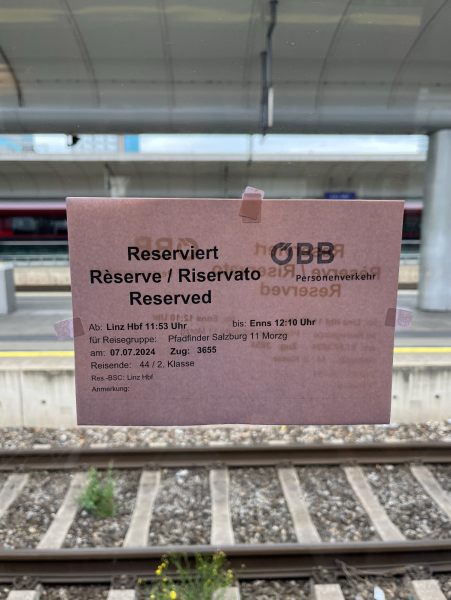 Reserviert
Rèserve / Riservato
Reserved
ÖBB
Personenverkehr
Ab: Linz Hbf 11:53 Uhr bis: Enns 12:10 Uhr
für Reisegruppe: Pfadfinder Salzburg 11 Morzg
am: 07.07.2024 Zug: 3655
Reisende: 44 / 2. Klasse
Res.-BSC: Linz Hbf
Anmerkung: